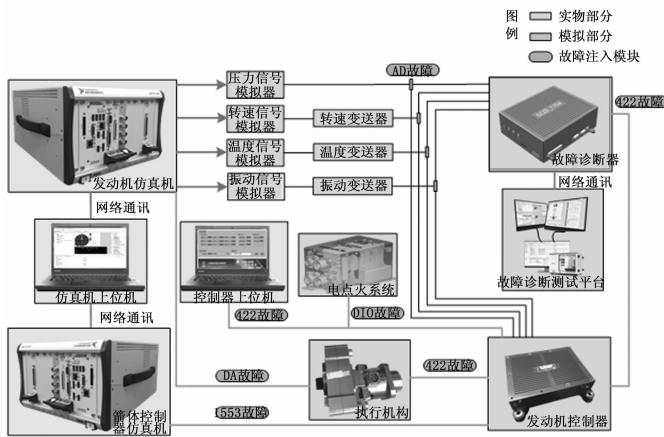 图例
实物部分
模拟部分
故障注入模块
压力信号
模拟器
AD故障
转速信号
模拟器
转速变送器
422故障
温度信号
模拟器
温度变送器
故障诊断器
发动机仿真机
振动信号
模拟器
振动变送器
网络通讯
网络通讯
仿真机上位机
控制器上位机
电点火系统
故障诊断测试平台
网络通讯
422故障
DIO故障
DA故障
422故障
箭体控制
器仿真机
1553故障
执行机构
发动机控制器